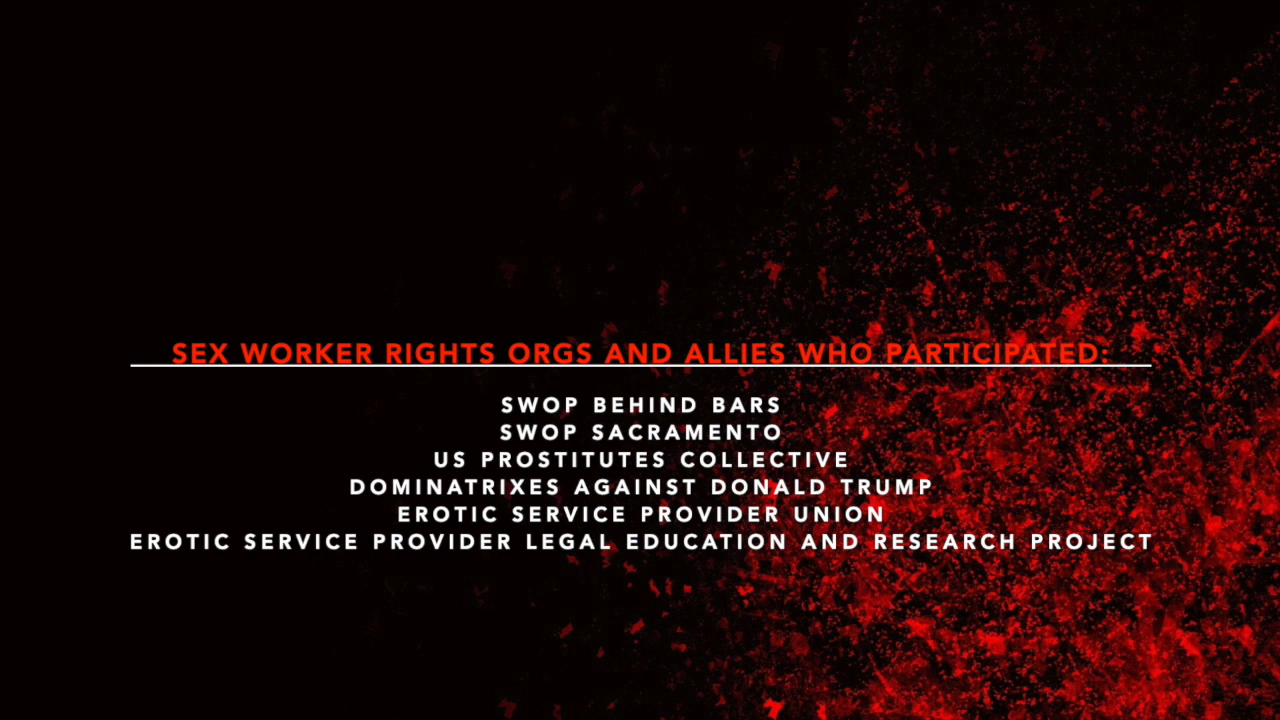 SEX WORKER RIGHTS ORGS AND ALLIES WHO PARTICIPATED:
SWOP BEHIND BARS
SWOP SACRAMENTO
US PROSTITUTES COLLECTIVE
DOMINATRIXES AGAINST DONALD TRUMP
EROTIC SERVICE PROVIDER UNION
EROTIC SERVICE PROVIDER LEGAL EDUCATION AND RESEARCH PROJECT